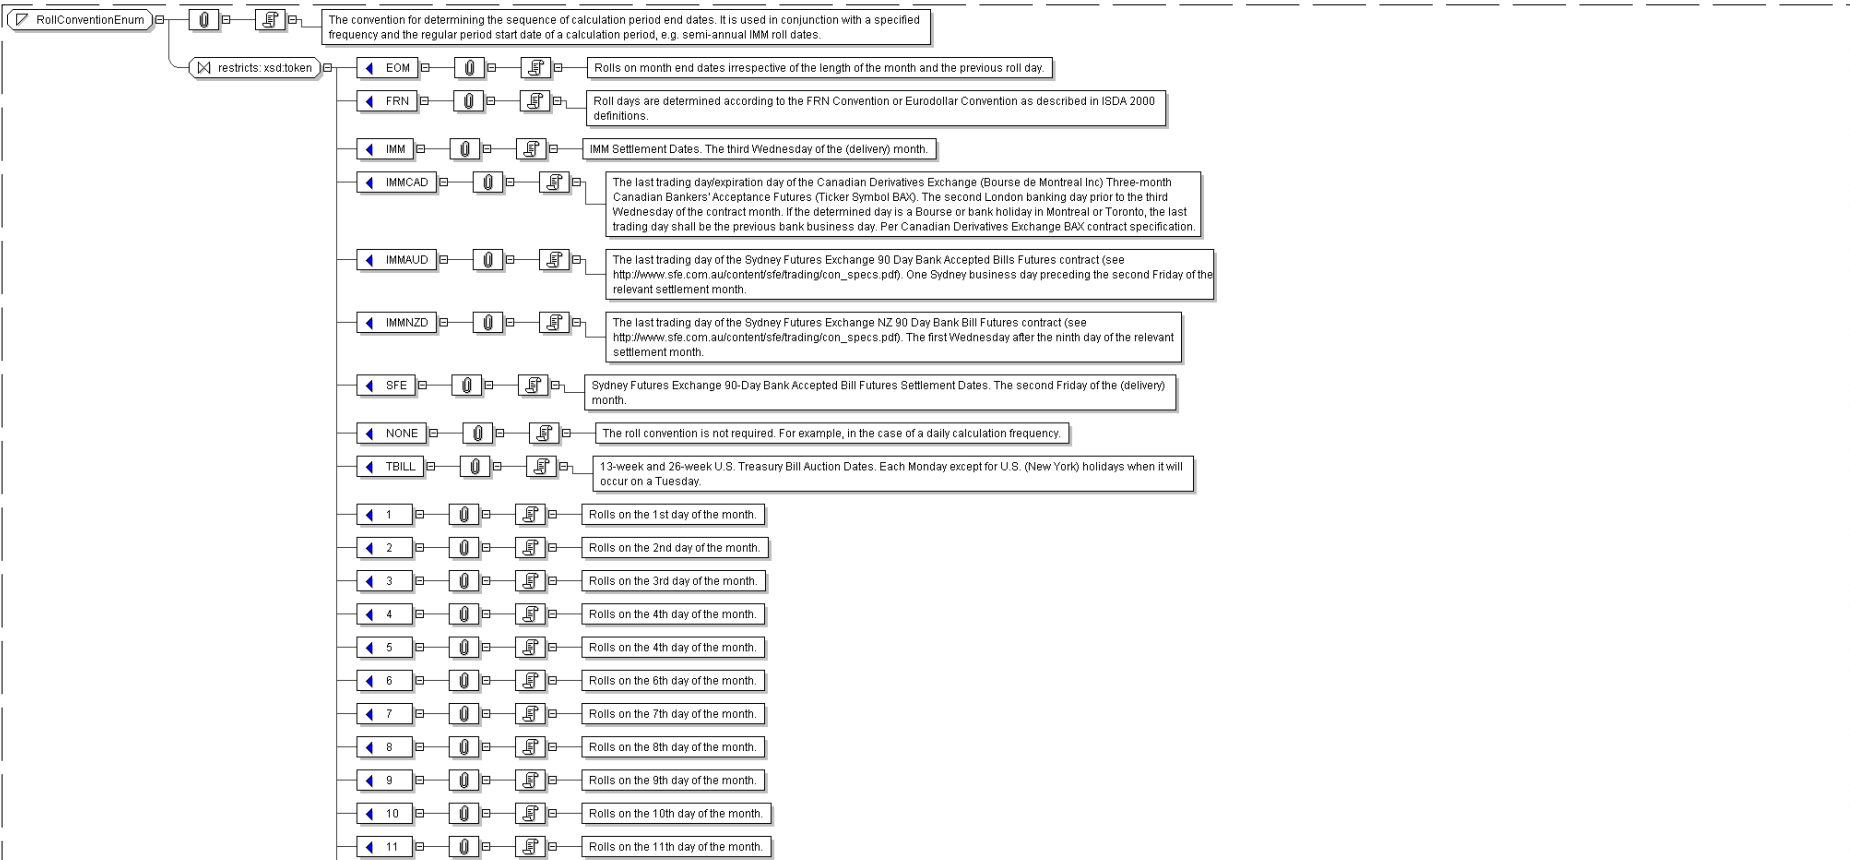 RollConventionEnum
The convention for determining the sequence of calculation period end dates. It is used in conjunction with a specified
frequency and the regular period start date of a calculation period, e.g. semi-annual IMM roll dates.
restricts: xsd:token
EOM
Rolls on month end dates irrespective of the length of the month and the previous roll day.
FRN
Roll days are determined according to the FRN Convention or Eurodollar Convention as described in ISDA 2000
definitions.
IMM
IMM Settlement Dates. The third Wednesday of the (delivery) month.
IMMCAD
The last trading day/expiration day of the Canadian Derivatives Exchange (Bourse de Montreal Inc) Three-month
Canadian Bankers' Acceptance Futures (Ticker Symbol BAX). The second London banking day prior to the third
Wednesday of the contract month. If the determined day is a Bourse or bank holiday in Montreal or Toronto, the last
trading day shall be the previous bank business day. Per Canadian Derivatives Exchange BAX contract specification.
IMMAUD
The last trading day of the Sydney Futures Exchange 90 Day Bank Accepted Bills Futures contract (see
http://www.sfe.com.au/content/sfe/trading/con_specs.pdf). One Sydney business day preceding the second Friday of the
relevant settlement month.
IMMNZD
The last trading day of the Sydney Futures Exchange NZ 90 Day Bank Bill Futures contract (see
http://www.sfe.com.au/content/sfe/trading/con_specs.pdf). The first Wednesday after the ninth day of the relevant
settlement month.
SFE
Sydney Futures Exchange 90-Day Bank Accepted Bill Futures Settlement Dates. The second Friday of the (delivery)
month.
NONE
The roll convention is not required. For example, in the case of a daily calculation frequency.
TBILL
13-week and 26-week U.S. Treasury Bill Auction Dates. Each Monday except for U.S. (New York) holidays when it will
occur on a Tuesday.
1
Rolls on the 1st day of the month.
2
Rolls on the 2nd day of the month.
3
Rolls on the 3rd day of the month.
4
Rolls on the 4th day of the month.
5
Rolls on the 4th day of the month.
6
Rolls on the 6th day of the month.
7
Rolls on the 7th day of the month.
8
Rolls on the 8th day of the month.
9
Rolls on the 9th day of the month.
10
Rolls on the 10th day of the month.
11
Rolls on the 11th day of the month.